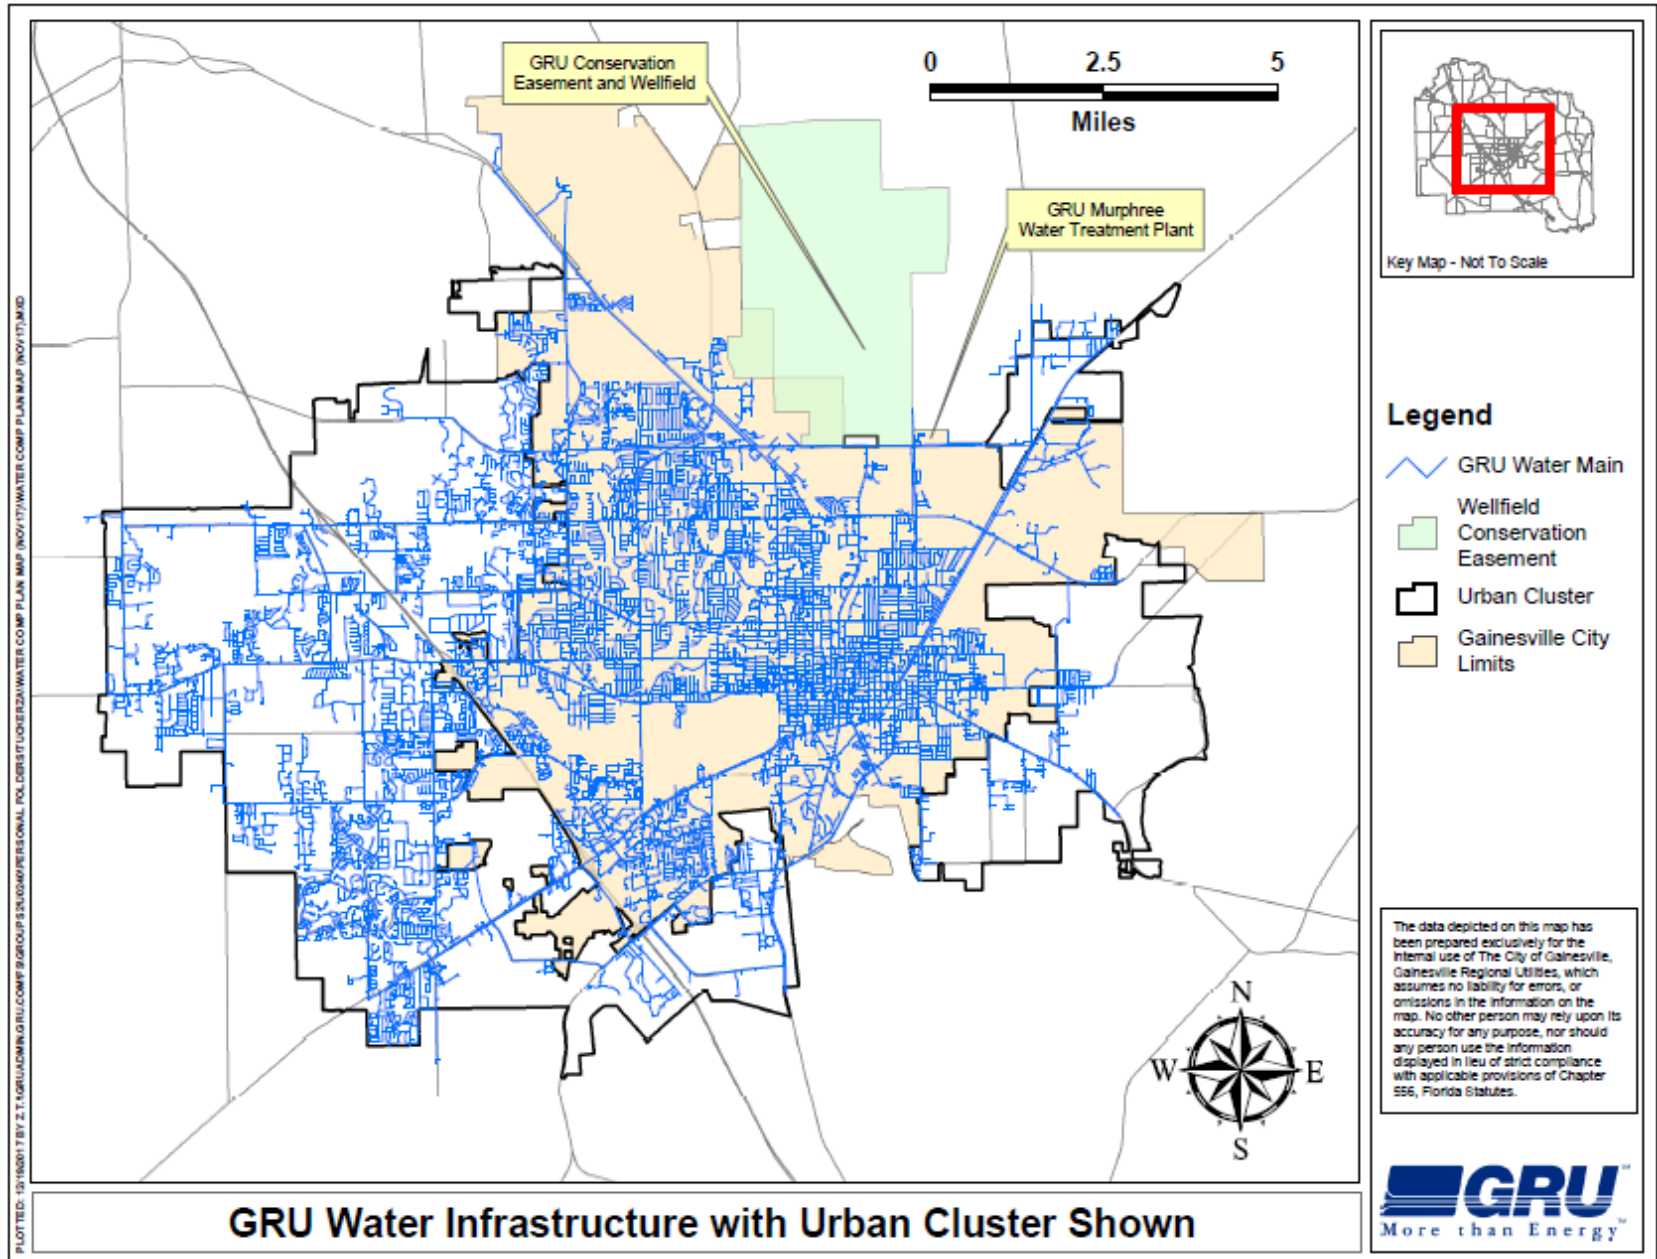 GRU Conservation
Easement and Wellfield
0 2.5 5
Miles
GRU Murphree
Water Treatment Plant
N
W E
S
GRU Water Infrastructure with Urban Cluster Shown
Key Map - Not To Scale
Legend
GRU Water Main
Wellfield
Conservation
Easement
Urban Cluster
Gainesville City
Limits
The data depicted on this map has
been prepared exclusively for the
internal use of The City of Gainesville,
Gainesville Regional Utilities, which
assumes no liability for errors, or
omissions in the information on the
map. No other person may rely upon its
accuracy for any purpose, nor should
any person use the information
displayed in lieu of strict compliance
with applicable provisions of Chapter
556, Florida Statutes.
GRU
More than Energy